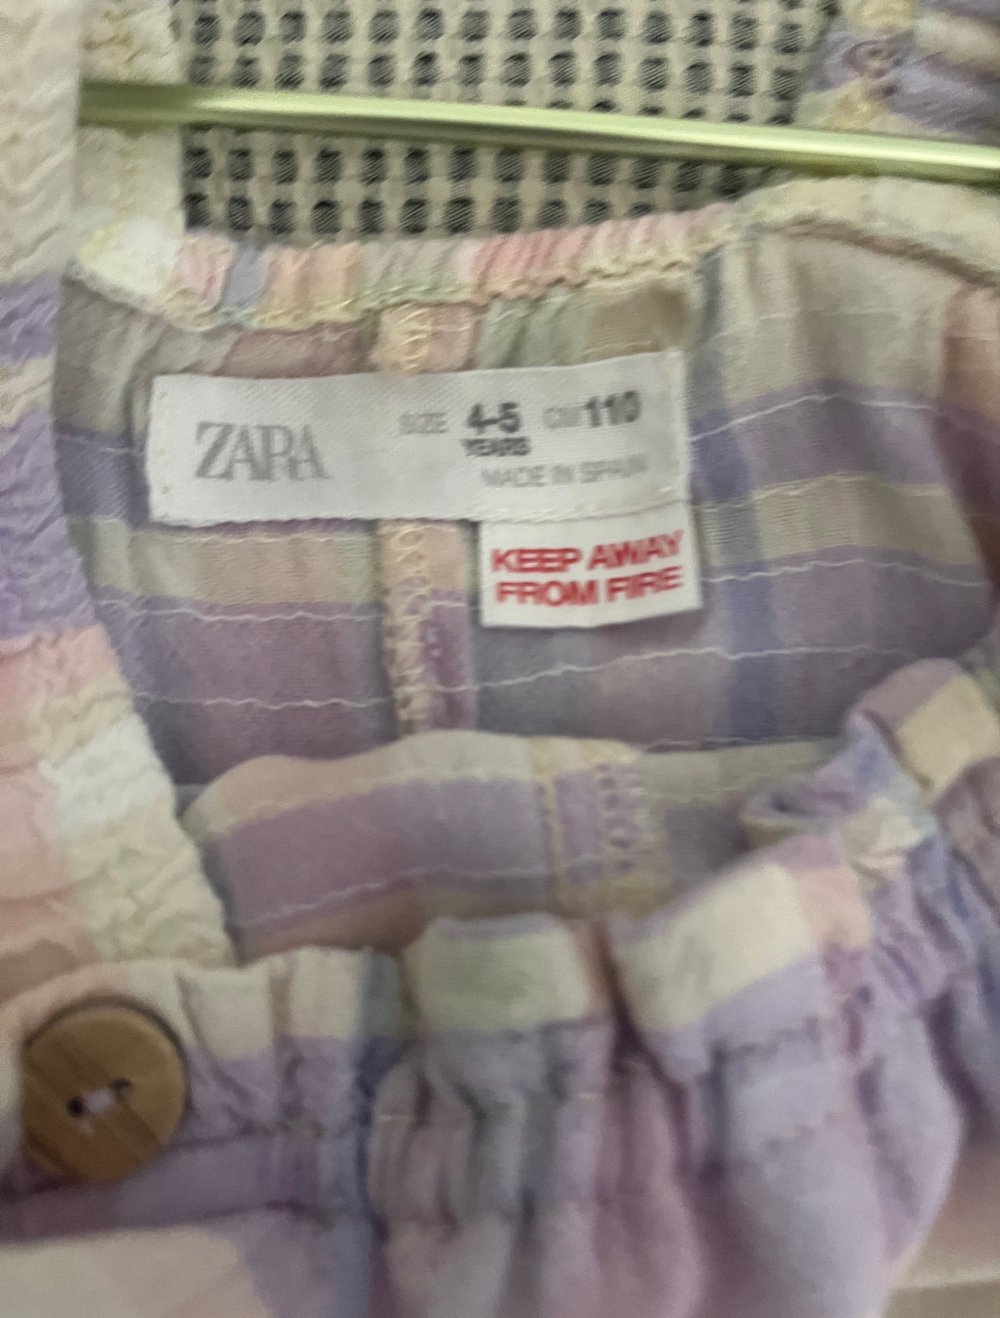 ZARA
SIZE 4-5 CM 110
YEARS
MADE IN SPAIN
KEEP AWAY
FROM FIRE